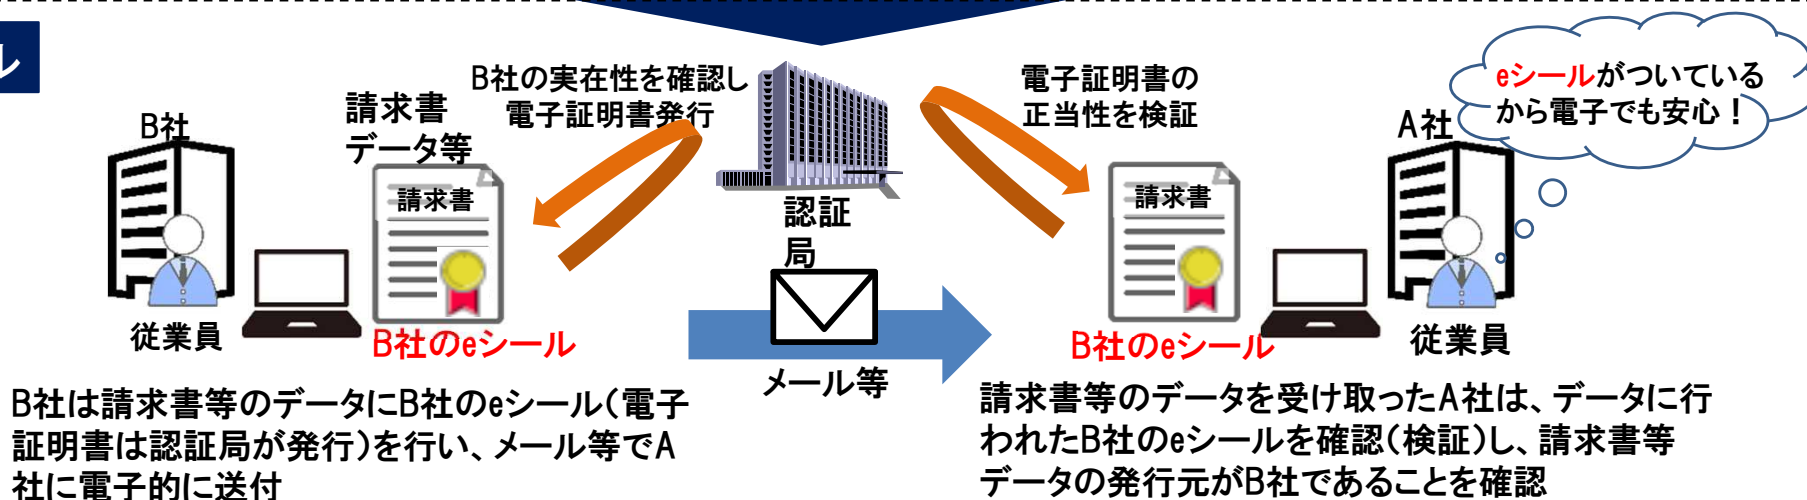 ル
B社
請求書
データ等
請求書
B社の実在性を確認し
電子証明書発行
認証
局
電子証明書の
正当性を検証
請求書
A社
eシールがついている
から電子でも安心！
従業員
B社のeシール
メール等
B社のeシール
従業員
B社は請求書等のデータにB社のeシール（電子
証明書は認証局が発行）を行い、メール等でA
社に電子的に送付
請求書等のデータを受け取ったA社は、データに行
われたB社のeシールを確認（検証）し、請求書等
データの発行元がB社であることを確認